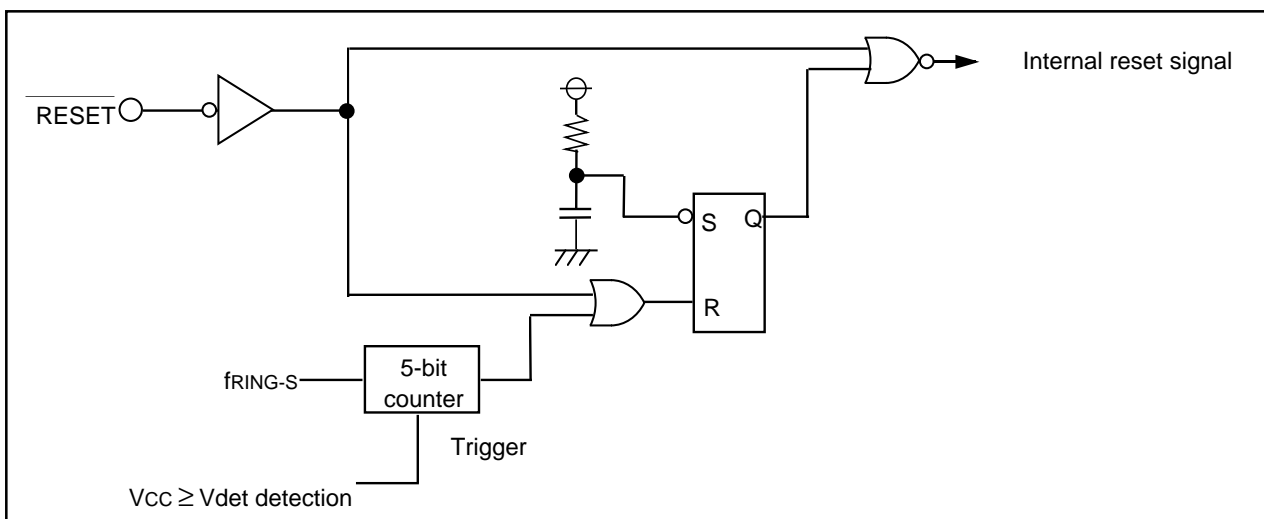 Internal reset signal
RESET
S
Q
R
fRING-S
5-bit
counter
Trigger
VCC ≥ Vdet detection